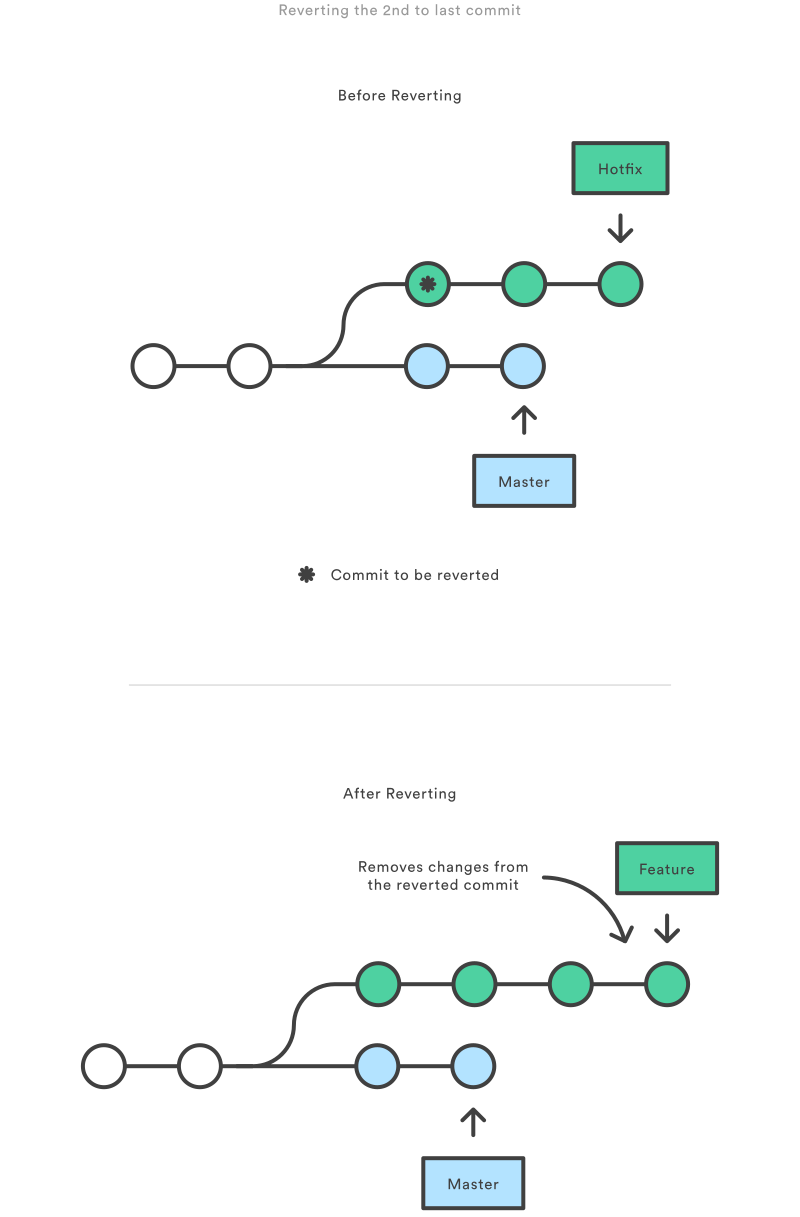 Reverting the 2nd to last commit
Before Reverting
Hotfix
Master
Commit to be reverted
After Reverting
Feature
Removes changes from
the reverted commit
Master